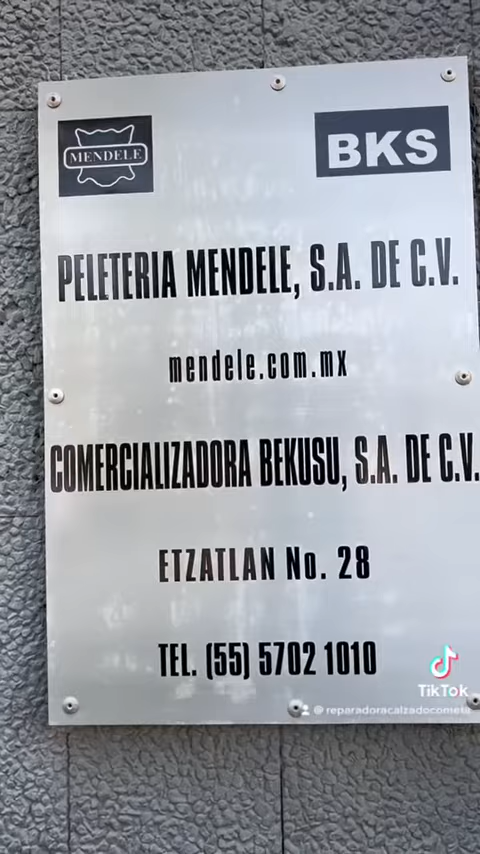 MENDELE
BKS
PELETERIA MENDELE, S.A. DE C.V.
mendele.com.mx
COMERCIALIZADORA BEKUSU, S.A. DE C.V.
ETZATLAN No. 28
TEL. (55) 5702 1010
TikTok
@reparadoracalzadocometa